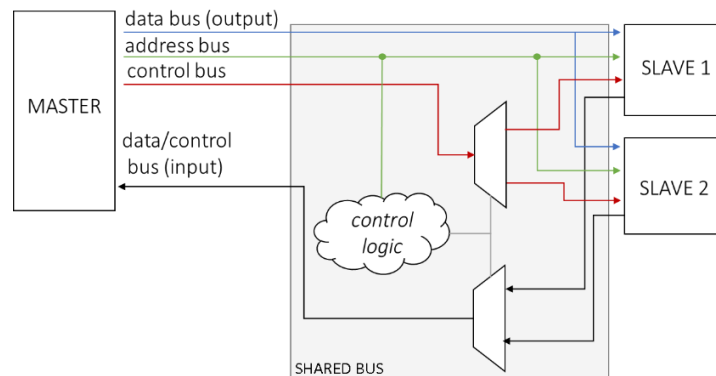 data bus (output)
address bus
control bus
MASTER
data/control
bus (input)
SLAVE 1
SLAVE 2
control
logic
SHARED BUS